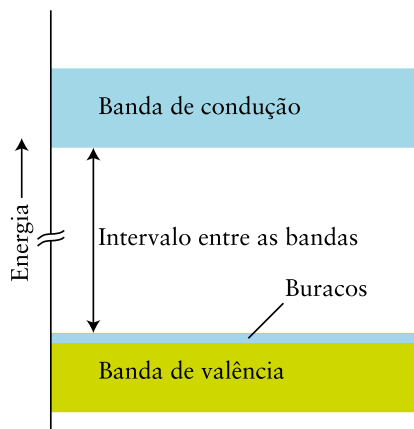 Banda de condução
Energia
Intervalo entre as bandas
Buracos
Banda de valência